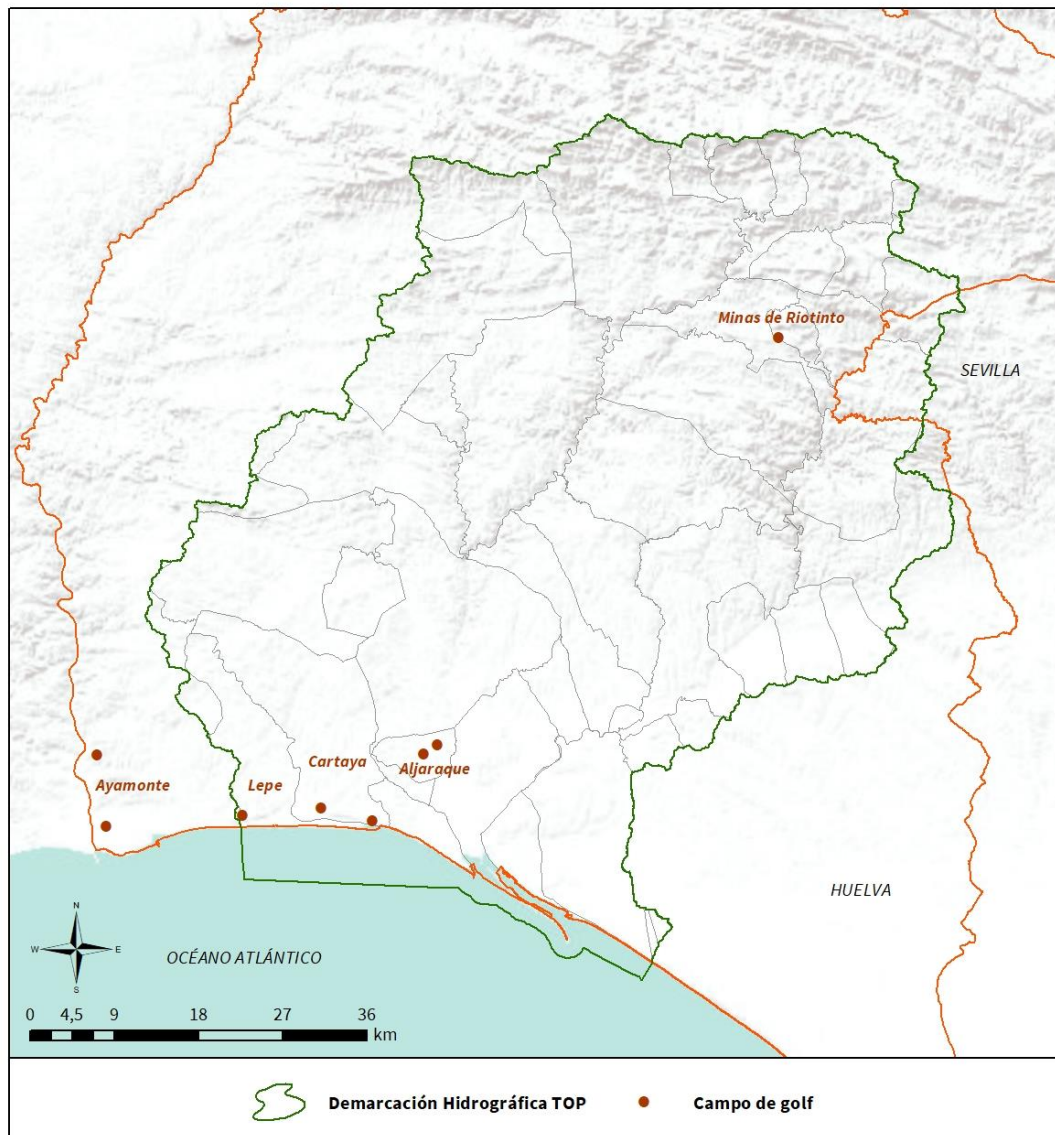 Minas de Riotinto
SEVILLA
Cartaya
Aljaraque
Ayamonte
Lepe
HUELVA
N
W
E
S
OCÉANO ATLÁNTICO
0 4,5 9 18 27 36
km
Demarcación Hidrográfica TOP
Campo de golf